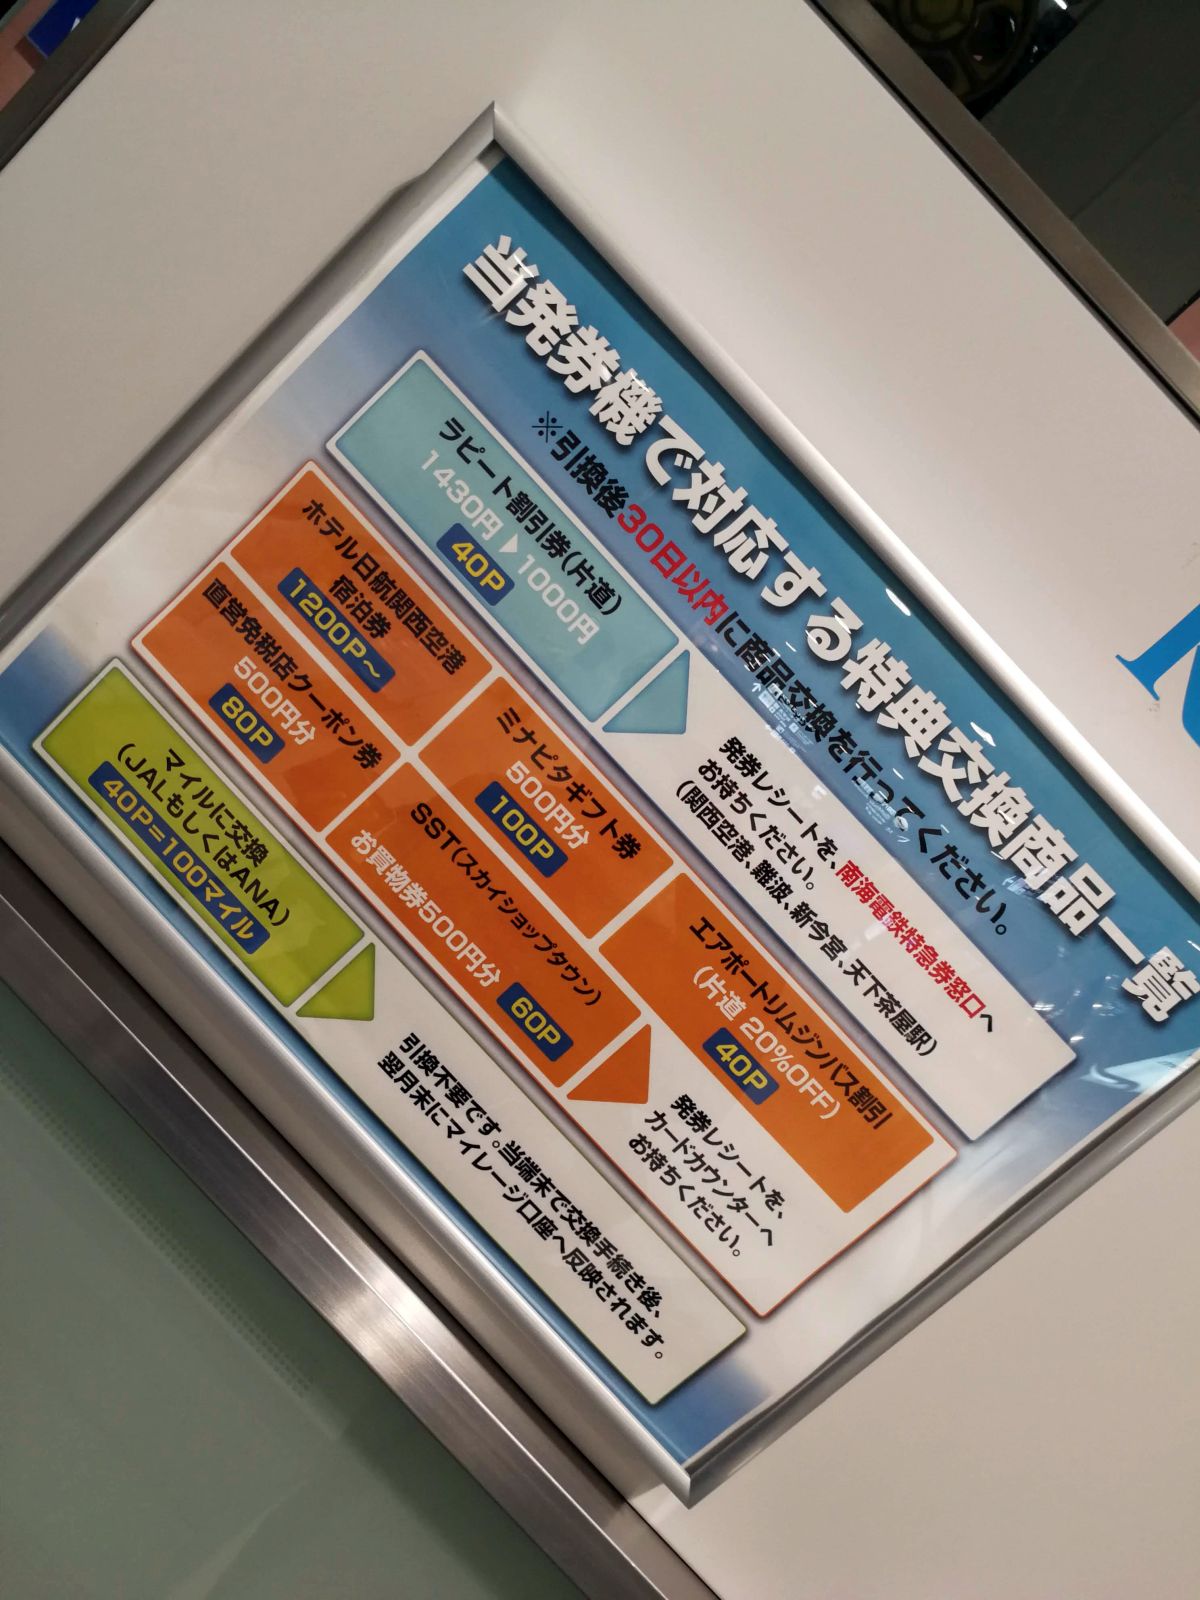 当発券機で対応する特典交換商品一覧
※引換後30日以内に商品交換を行ってください。
ラピート割引券(片道)
1430円▶1000円
40P
発券レシートを、南海電鉄特急券窓口へ
お持ちください。
(関西空港、難波、新今宮、天下茶屋駅)
ホテル日航関西空港
宿泊券
1200P~
ミナピタギフト券
500円分
100P
エアポートリムジンバス割引
(片道 20%OFF)
40P
直営免税店クーポン券
500円分
80P
SST(スカイショップタウン)
お買物券500円分
60P
発券レシートを、
カードカウンターへ
お持ちください。
マイルに交換
(JALもしくはANA)
40P=100マイル
引換不要です。当端末で交換手続き後、
翌月末にマイレージ口座へ反映されます。